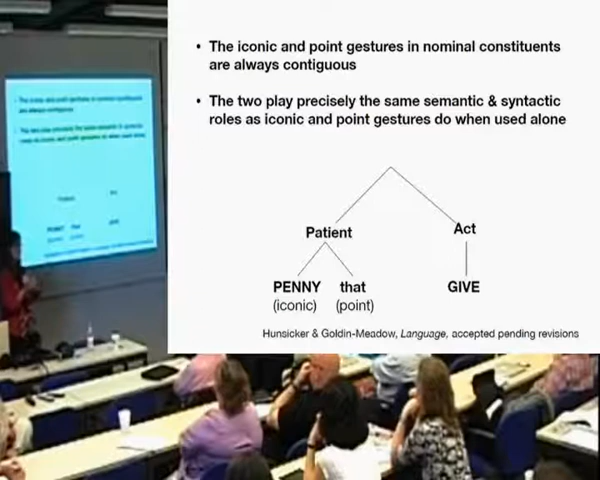 • The iconic and point gestures in nominal constituents
are always contiguous
• The two play precisely the same semantic & syntactic
roles as iconic and point gestures do when used alone
Patient
Act
PENNY that GIVE
(iconic) (point)
Hunsicker & Goldin-Meadow, Language, accepted pending revisions